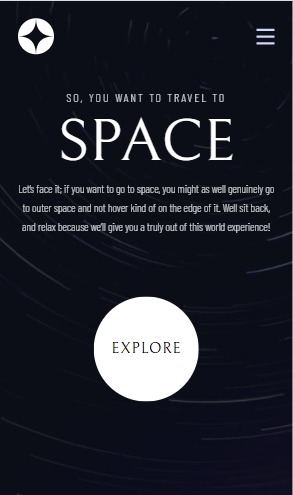 SO, YOU WANT TO TRAVEL TO
SPACE
Let's face it; if you want to go to space, you might as well genuinely go
to outer space and not hover kind of on the edge of it. Well sit back,
and relax because we'll give you a truly out of this world experience!
EXPLORE